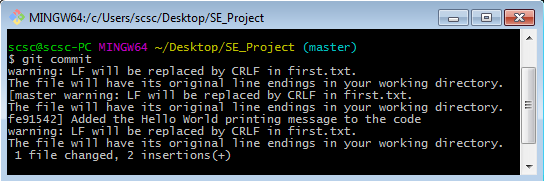 MINGW64:/c/Users/scsc/Desktop/SE_Project
scsc@scsc-PC MINGW64 ~/Desktop/SE_Project (master)
$ git commit
warning: LF will be replaced by CRLF in first.txt.
The file will have its original line endings in your working directory.
[master warning: LF will be replaced by CRLF in first.txt.
The file will have its original line endings in your working directory.
fe91542] Added the Hello World printing message to the code
warning: LF will be replaced by CRLF in first.txt.
The file will have its original line endings in your working directory.
 1 file changed, 2 insertions(+)